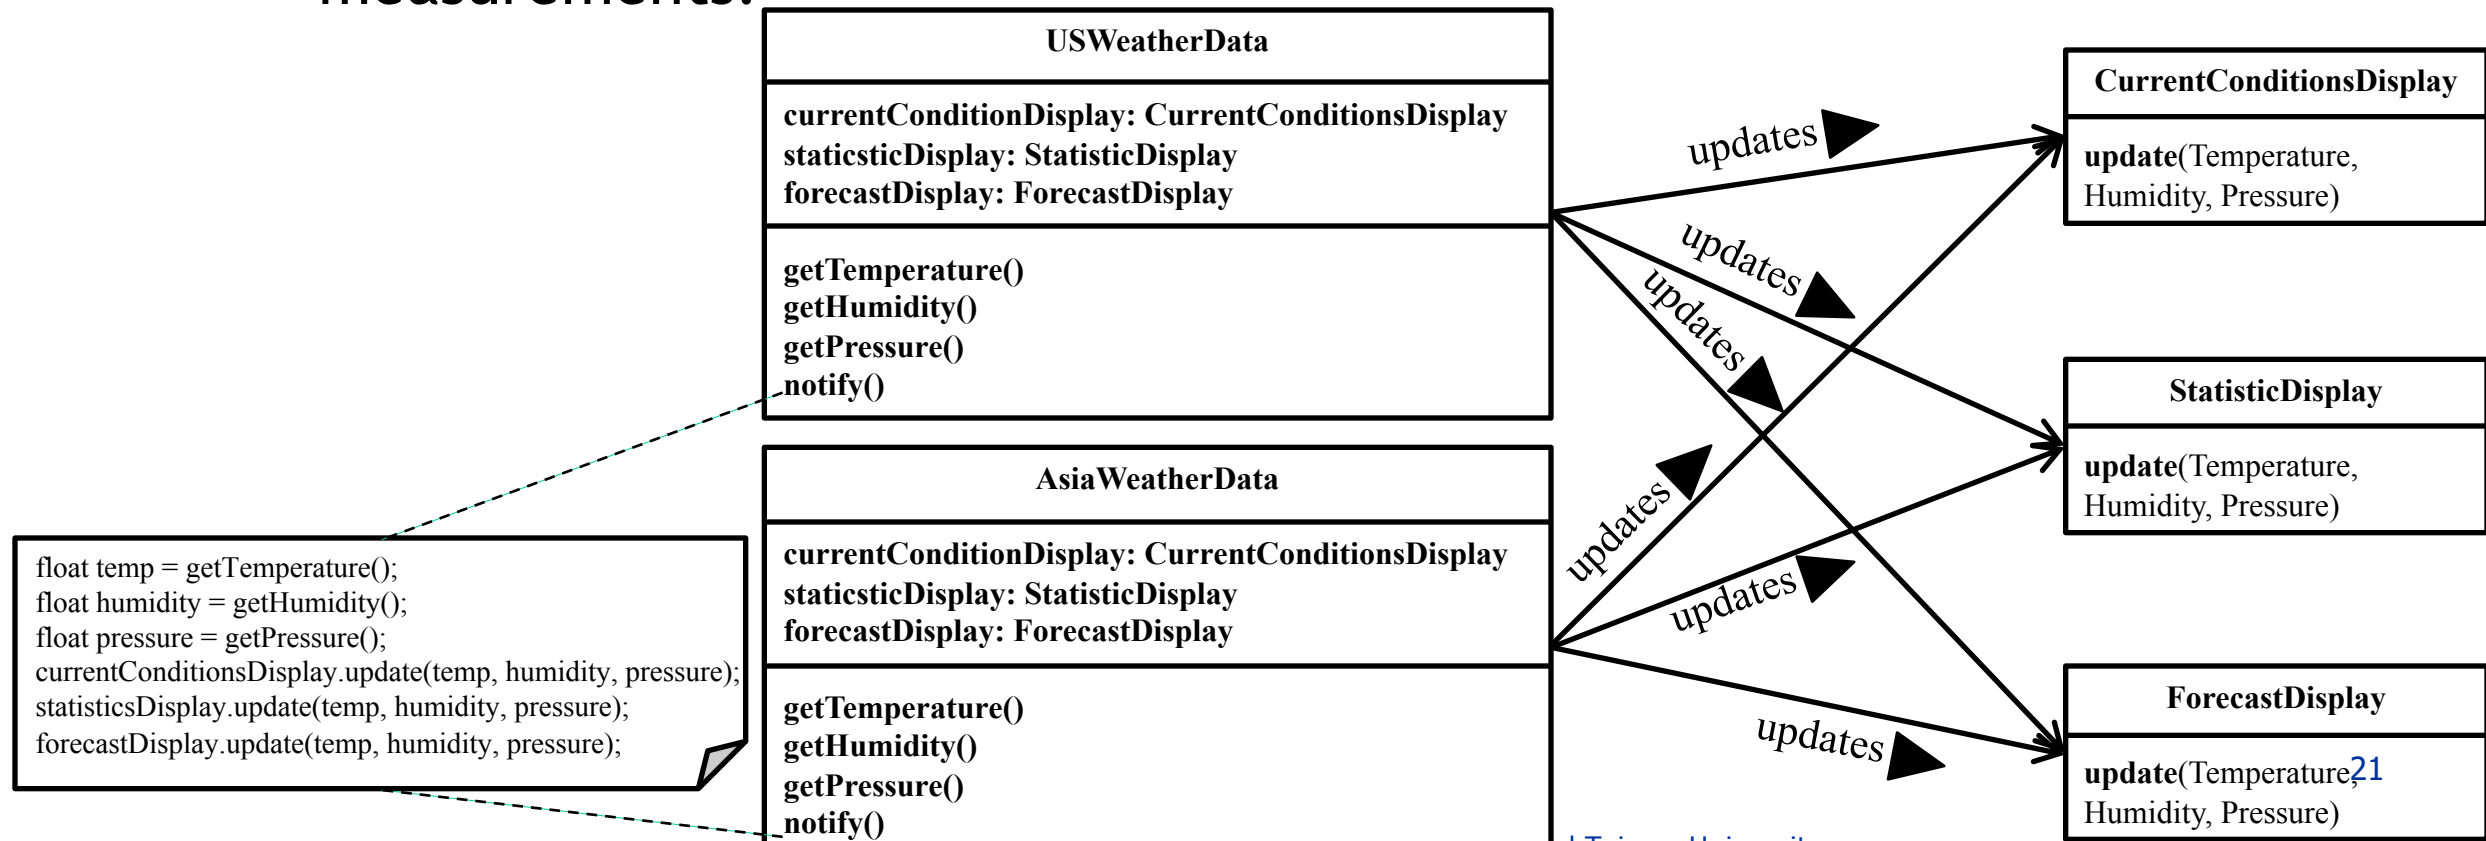 measurements.
USWeatherData
currentConditionDisplay: CurrentConditionsDisplay
staticsticDisplay: StatisticDisplay
forecastDisplay: ForecastDisplay
getTemperature()
getHumidity()
getPressure()
notify()
AsiaWeatherData
currentConditionDisplay: CurrentConditionsDisplay
staticsticDisplay: StatisticDisplay
forecastDisplay: ForecastDisplay
getTemperature()
getHumidity()
getPressure()
notify()
float temp = getTemperature();
float humidity = getHumidity();
float pressure = getPressure();
currentConditionsDisplay.update(temp, humidity, pressure);
statisticsDisplay.update(temp, humidity, pressure);
forecastDisplay.update(temp, humidity, pressure);
updates
updates
updates
updates
updates
updates
CurrentConditionsDisplay
update(Temperature,
Humidity, Pressure)
StatisticDisplay
update(Temperature,
Humidity, Pressure)
ForecastDisplay
update(Temperature,
Humidity, Pressure)
21